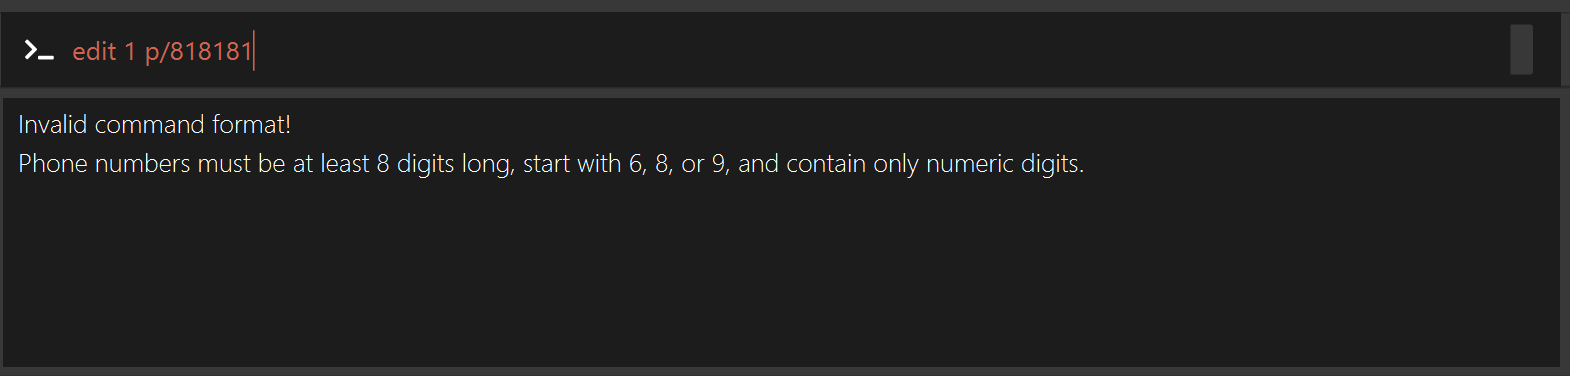 >_ edit 1 p/818181
Invalid command format!
Phone numbers must be at least 8 digits long, start with 6, 8, or 9, and contain only numeric digits.